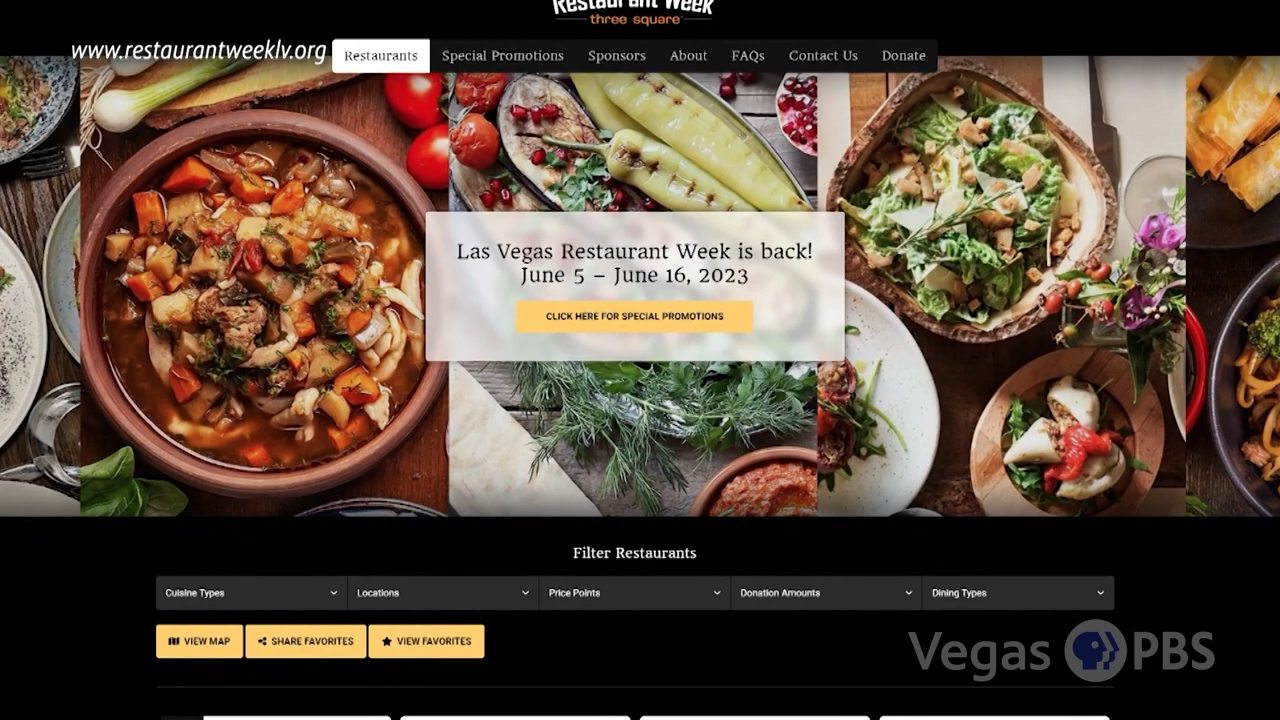 Restaurant Week
three square
www.restaurantweeklv.org
Restaurants
Special Promotions
Sponsors
About
FAQs
Contact Us
Donate
Las Vegas Restaurant Week is back!
June 5 – June 16, 2023
CLICK HERE FOR SPECIAL PROMOTIONS
Filter Restaurants
Cuisine Types
Locations
Price Points
Donation Amounts
Dining Types
VIEW MAP
SHARE FAVORITES
VIEW FAVORITES
Vegas PBS